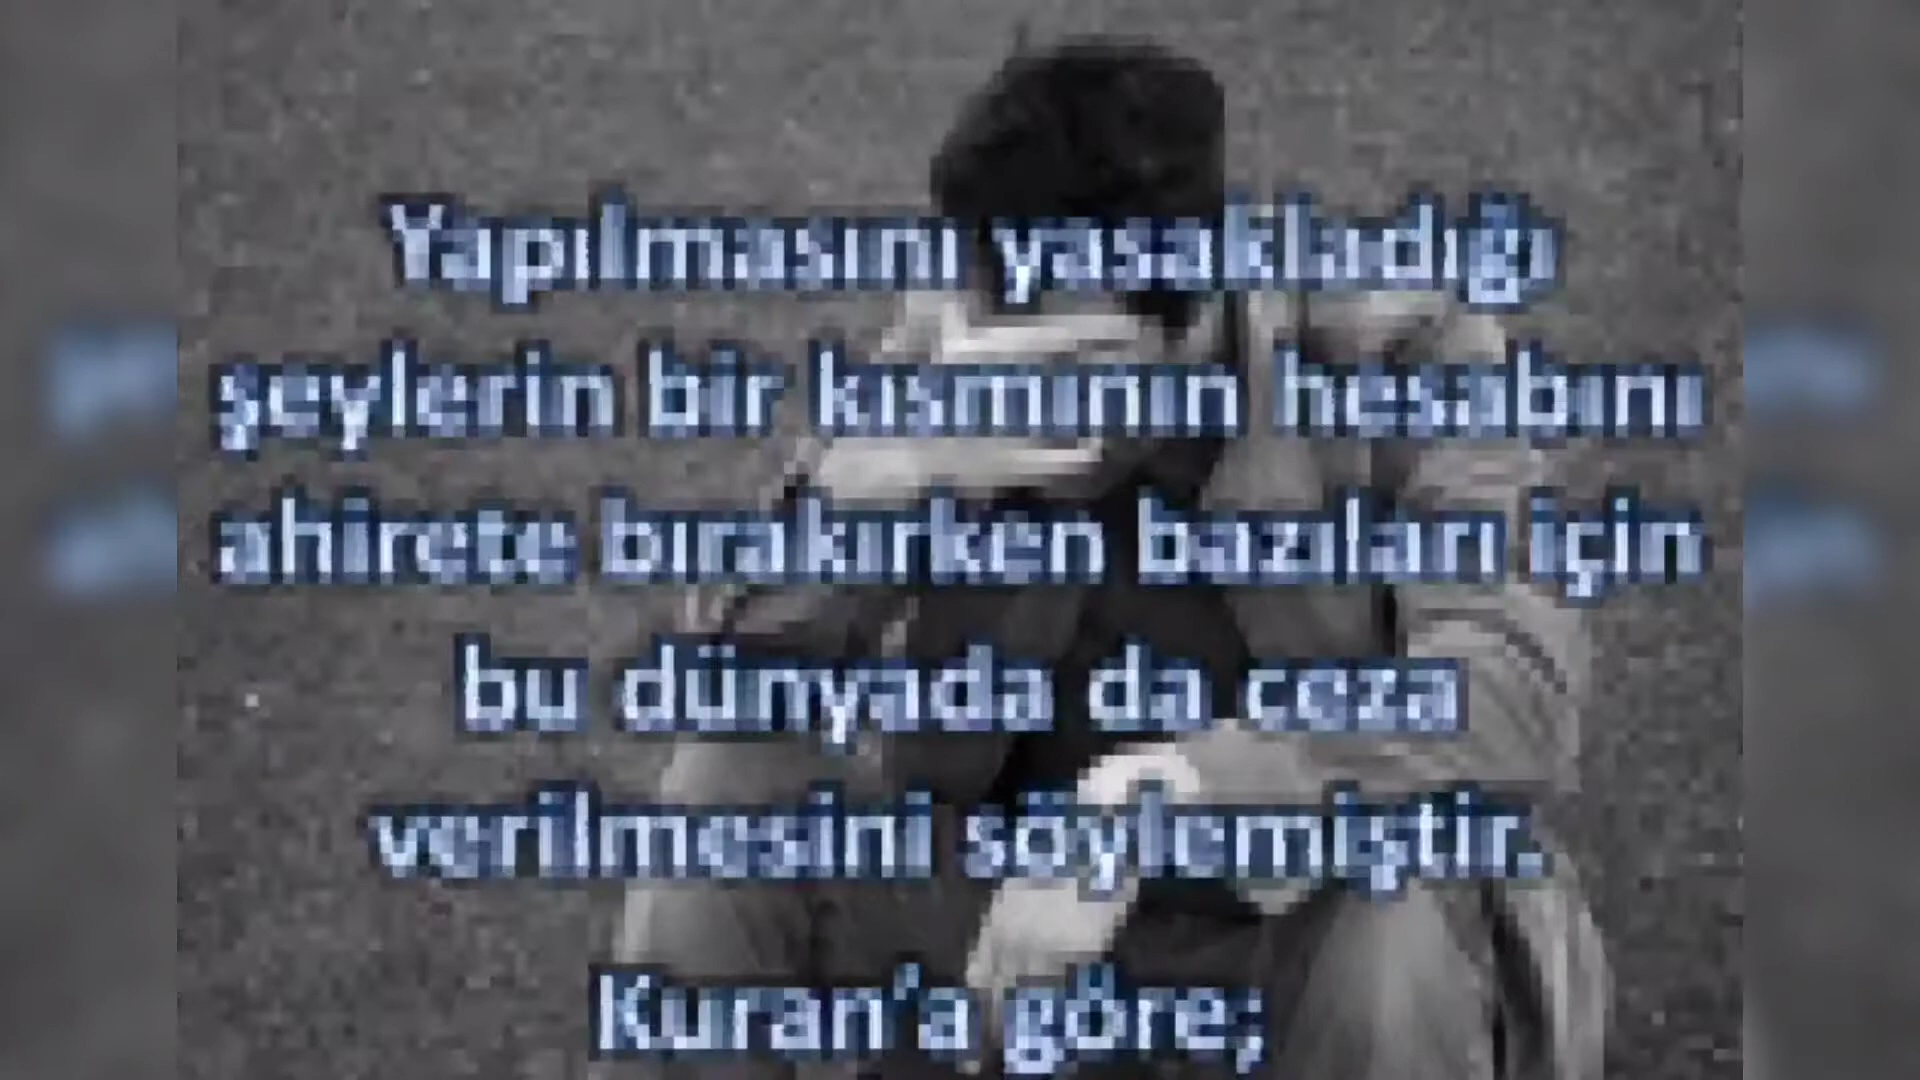 Yapılmasını yasakladığı
şeylerin bir kısmının hesabını
ahirete bırakırken bazıları için
bu dünyada da ceza
verilmesini söylemiştir.
Kuran'a göre;